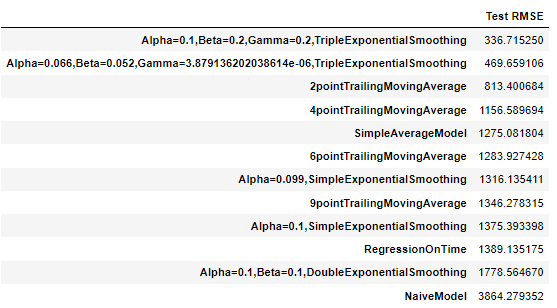 Test RMSE
Alpha=0.1,Beta=0.2,Gamma=0.2,TripleExponentialSmoothing 336.715250
Alpha=0.066,Beta=0.052,Gamma=3.879136202038614e-06,TripleExponentialSmoothing 469.659106
2pointTrailingMovingAverage 813.400684
4pointTrailingMovingAverage 1156.589694
SimpleAverageModel 1275.081804
6pointTrailingMovingAverage 1283.927428
Alpha=0.099,SimpleExponentialSmoothing 1316.135411
9pointTrailingMovingAverage 1346.278315
Alpha=0.1,SimpleExponentialSmoothing 1375.393398
RegressionOnTime 1389.135175
Alpha=0.1,Beta=0.1,DoubleExponentialSmoothing 1778.564670
NaiveModel 3864.279352